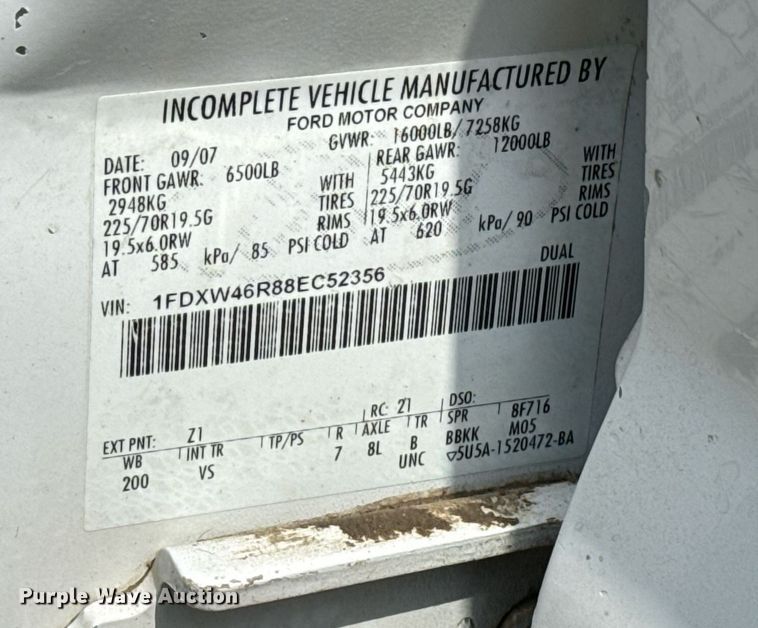 INCOMPLETE VEHICLE MANUFACTURED BY
FORD MOTOR COMPANY
DATE: 09/07 GVWR: 16000LB/ 7258KG
FRONT GAWR: 6500LB REAR GAWR: 12000LB
2948KG WITH 5443KG WITH
225/70R19.5G TIRES 225/70R19.5G TIRES
19.5x6.0RW RIMS 19.5x6.0RW RIMS
AT 585 kPa/ 85 PSI COLD AT 620 kPa/ 90 PSI COLD
VIN: 1FDXW46R88EC52356 DUAL
EXT PNT: Z1 RC: 21 DSO: 8F716
WB INT TR TP/PS R AXLE TR SPR M05
200 VS 7 8L B BBKK
UNC ▽5U5A-1520472-BA
Purple Wave Auction